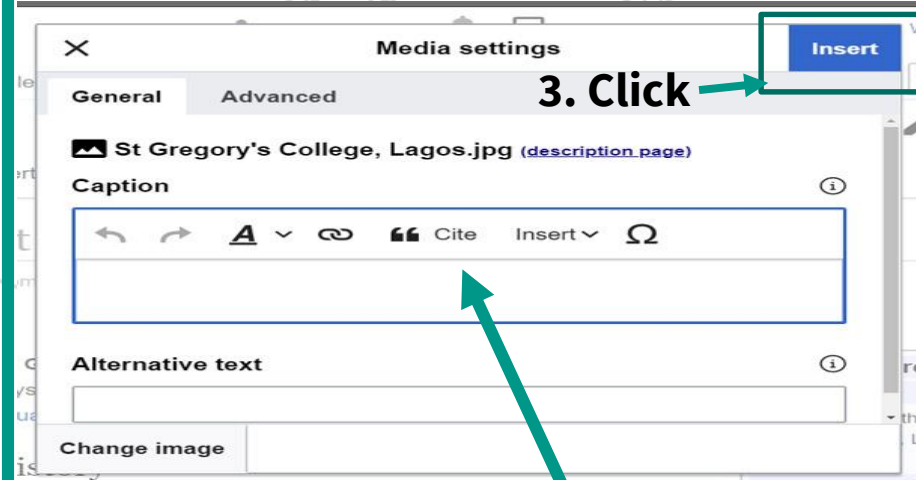 Media settings
Insert
General Advanced
3. Click
St Gregory's College, Lagos.jpg (description page)
Caption
A Cite Insert Ω
Alternative text
Change image